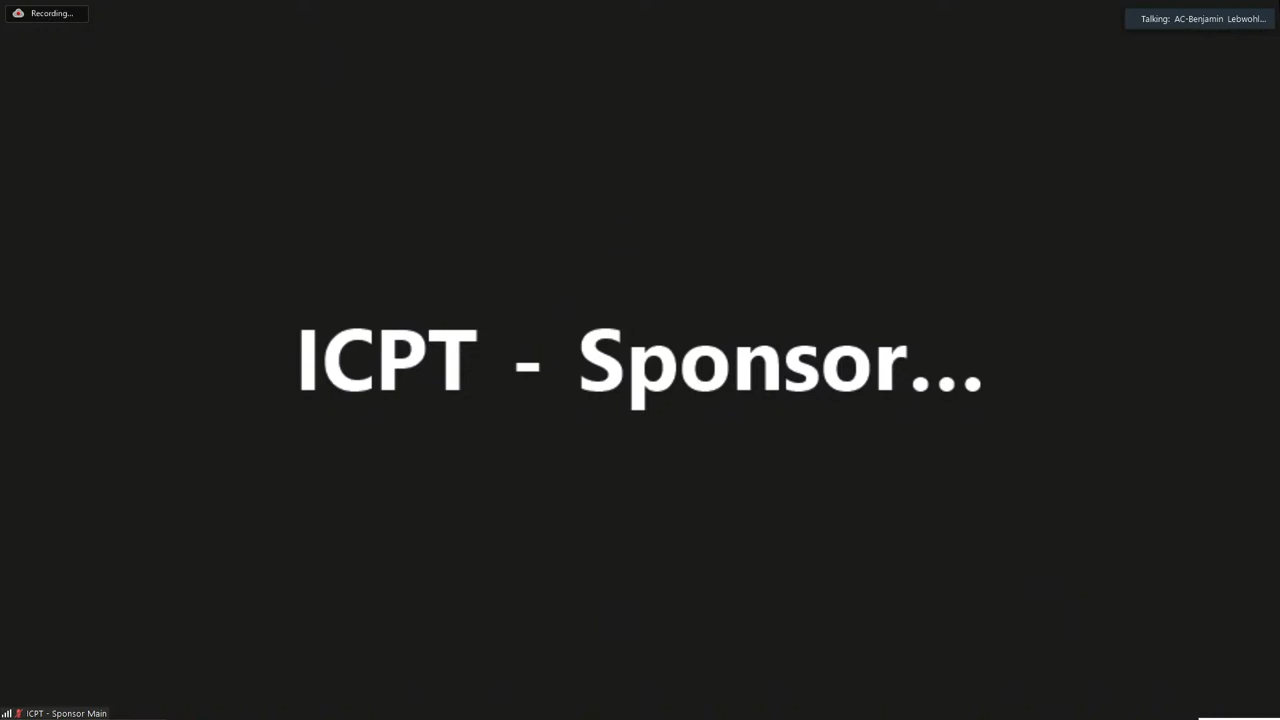 Recording...
Talking: AC-Benjamin Lebwohl...
ICPT - Sponsor...
ICPT - Sponsor Main